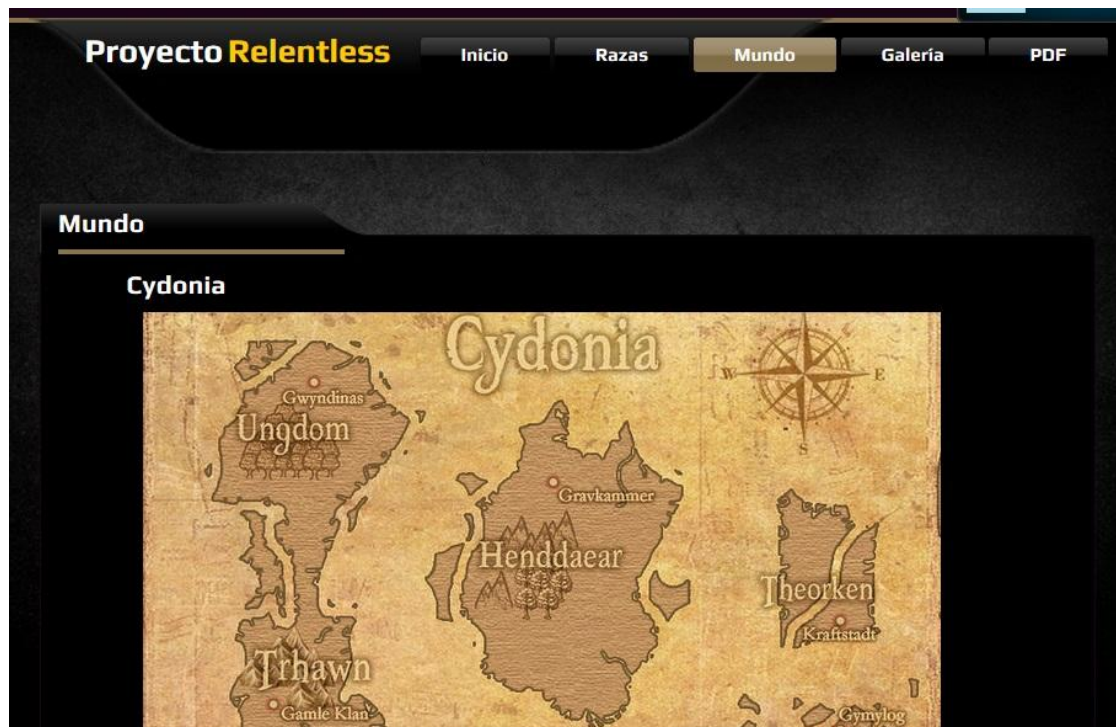 Proyecto Relentless
Inicio
Razas
Mundo
Galería
PDF
Mundo
Cydonia
Cydonia
W
E
S
Gwyndinas
Ungdom
Gravkammer
Henddaear
Theorken
Kraftstadt
Trhawn
Gamle Klan
Gymylog